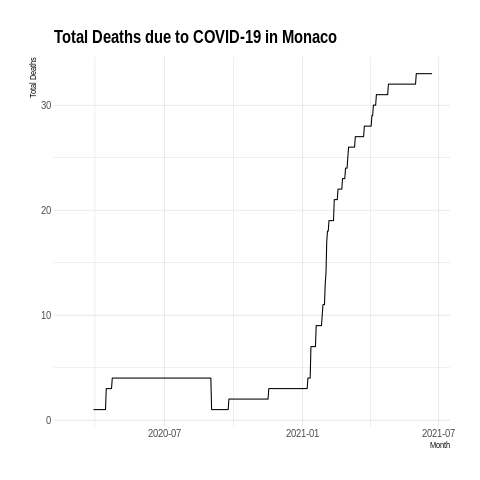 Total Deaths due to COVID-19 in Monaco
Total Deaths
30
20
10
0
2020-07
2021-01
2021-07
Month